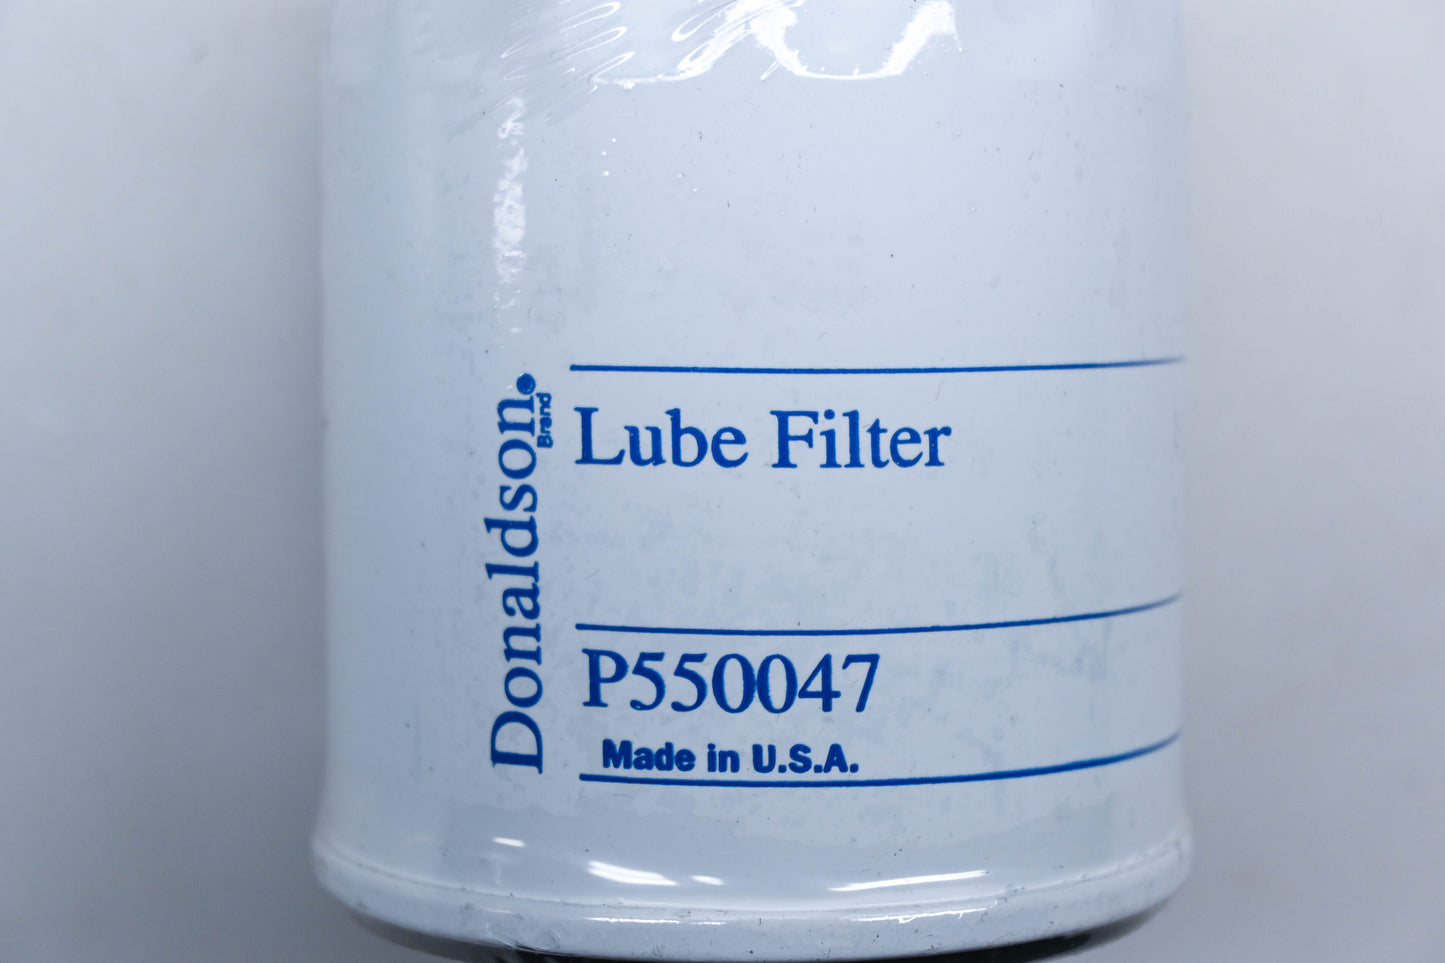 Donaldson.
Brand
Lube Filter
P550047
Made in U.S.A.